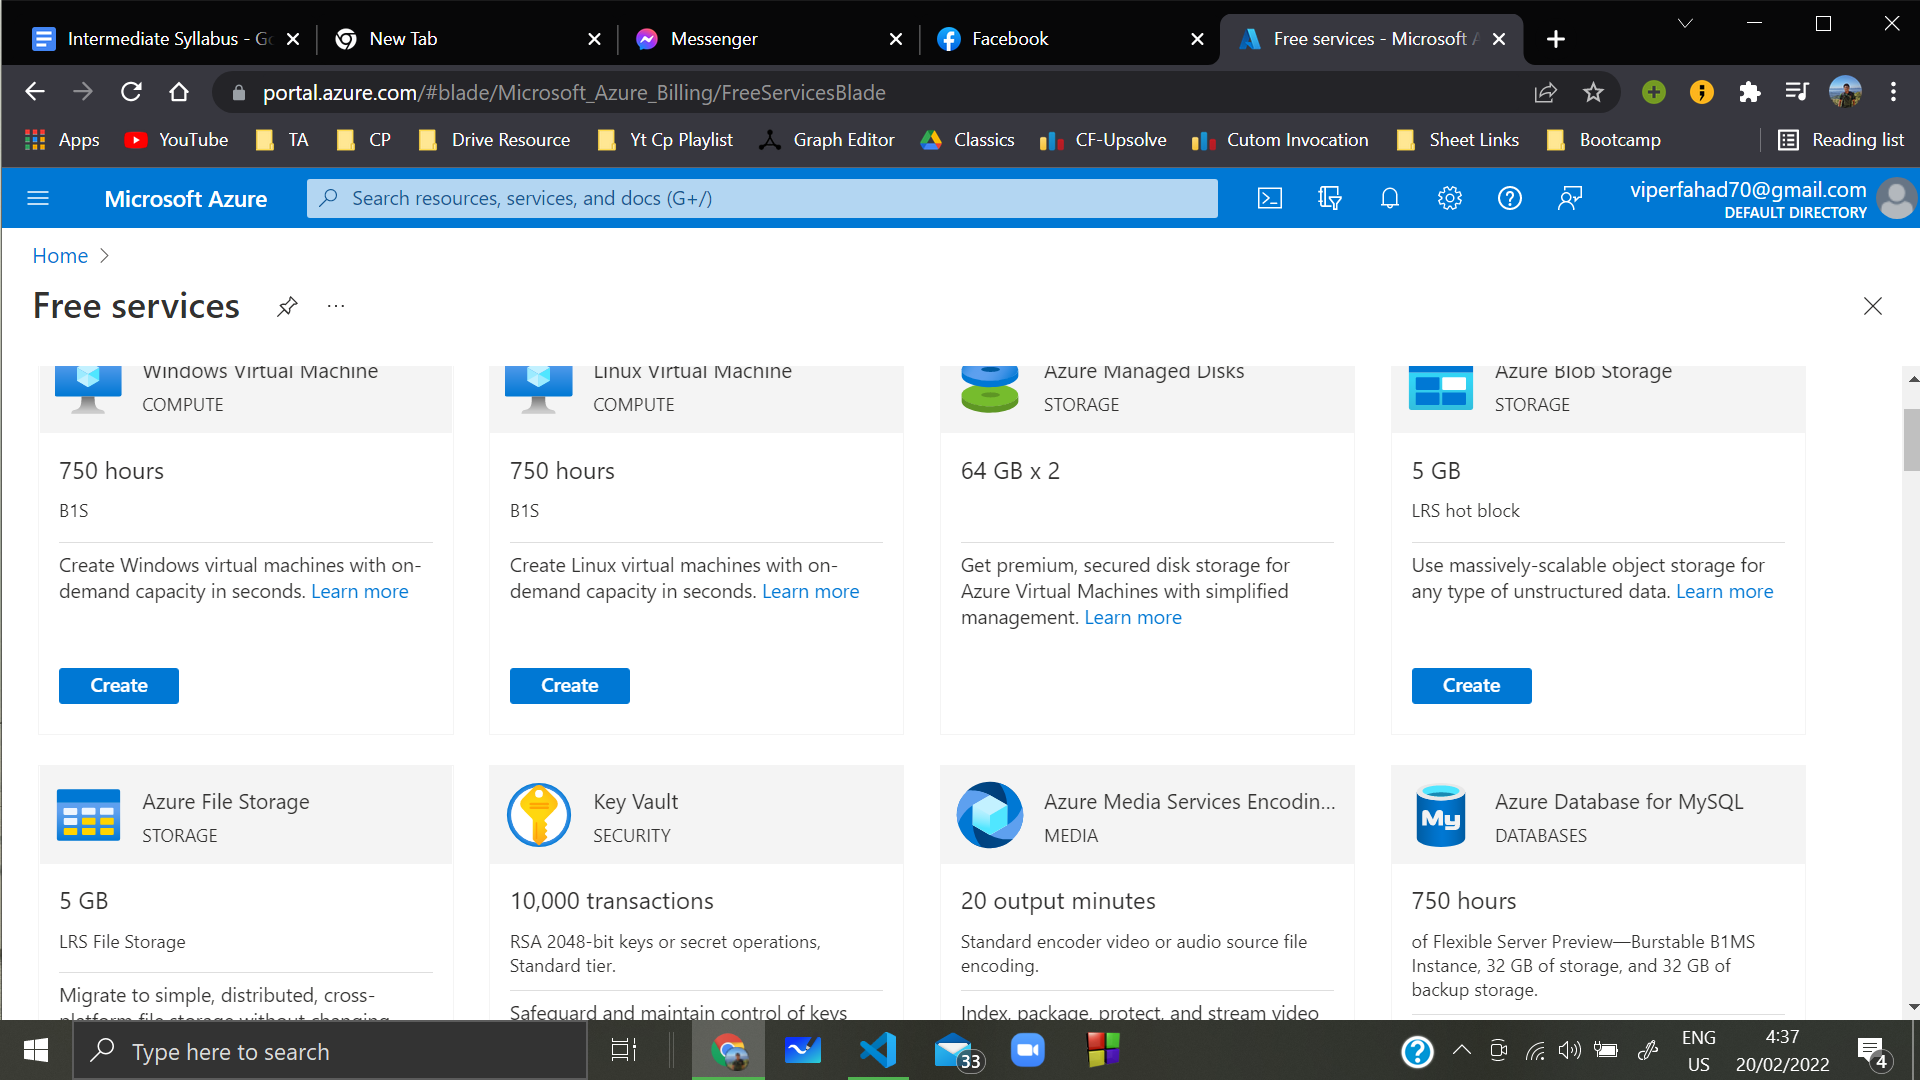 Intermediate Syllabus - Go
New Tab
Messenger
Facebook
Free services - Microsoft A
portal.azure.com/#blade/Microsoft_Azure_Billing/FreeServicesBlade
Apps
YouTube
TA
CP
Drive Resource
Yt Cp Playlist
Graph Editor
Classics
CF-Upsolve
Cutom Invocation
Sheet Links
Bootcamp
Reading list
Microsoft Azure
Search resources, services, and docs (G+/)
viperfahad70@gmail.com
DEFAULT DIRECTORY
Home
Free services
Windows Virtual Machine
COMPUTE
750 hours
B1S
Create Windows virtual machines with on-
demand capacity in seconds. Learn more
Create
Linux Virtual Machine
COMPUTE
750 hours
B1S
Create Linux virtual machines with on-
demand capacity in seconds. Learn more
Create
Azure Managed Disks
STORAGE
64 GB x 2
Get premium, secured disk storage for
Azure Virtual Machines with simplified
management. Learn more
Azure Blob Storage
STORAGE
5 GB
LRS hot block
Use massively-scalable object storage for
any type of unstructured data. Learn more
Create
Azure File Storage
STORAGE
5 GB
LRS File Storage
Migrate to simple, distributed, cross-
platform file storage without changing
Key Vault
SECURITY
10,000 transactions
RSA 2048-bit keys or secret operations,
Standard tier.
Safeguard and maintain control of keys
Azure Media Services Encodin...
MEDIA
20 output minutes
Standard encoder video or audio source file
encoding.
Index, package, protect, and stream video
My
Azure Database for MySQL
DATABASES
750 hours
of Flexible Server Preview—Burstable B1MS
Instance, 32 GB of storage, and 32 GB of
backup storage.
Type here to search
33
ENG
US
4:37
20/02/2022
4